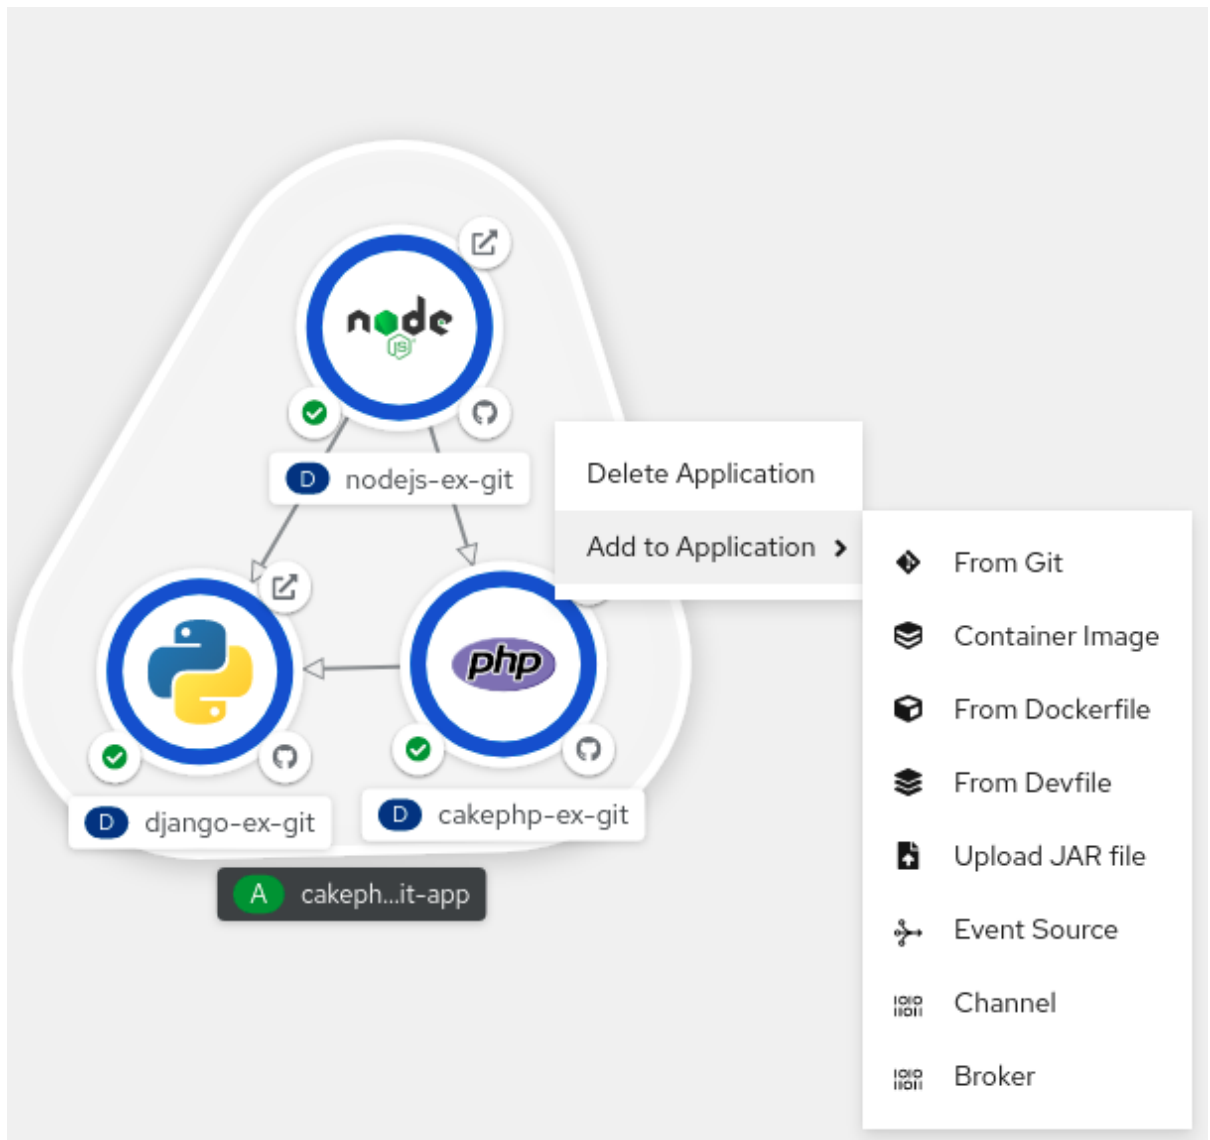 node
JS
D nodejs-ex-git
Delete Application
Add to Application
From Git
Container Image
From Dockerfile
From Devfile
Upload JAR file
Event Source
Channel
Broker
php
D django-ex-git
D cakephp-ex-git
A cakeph...it-app